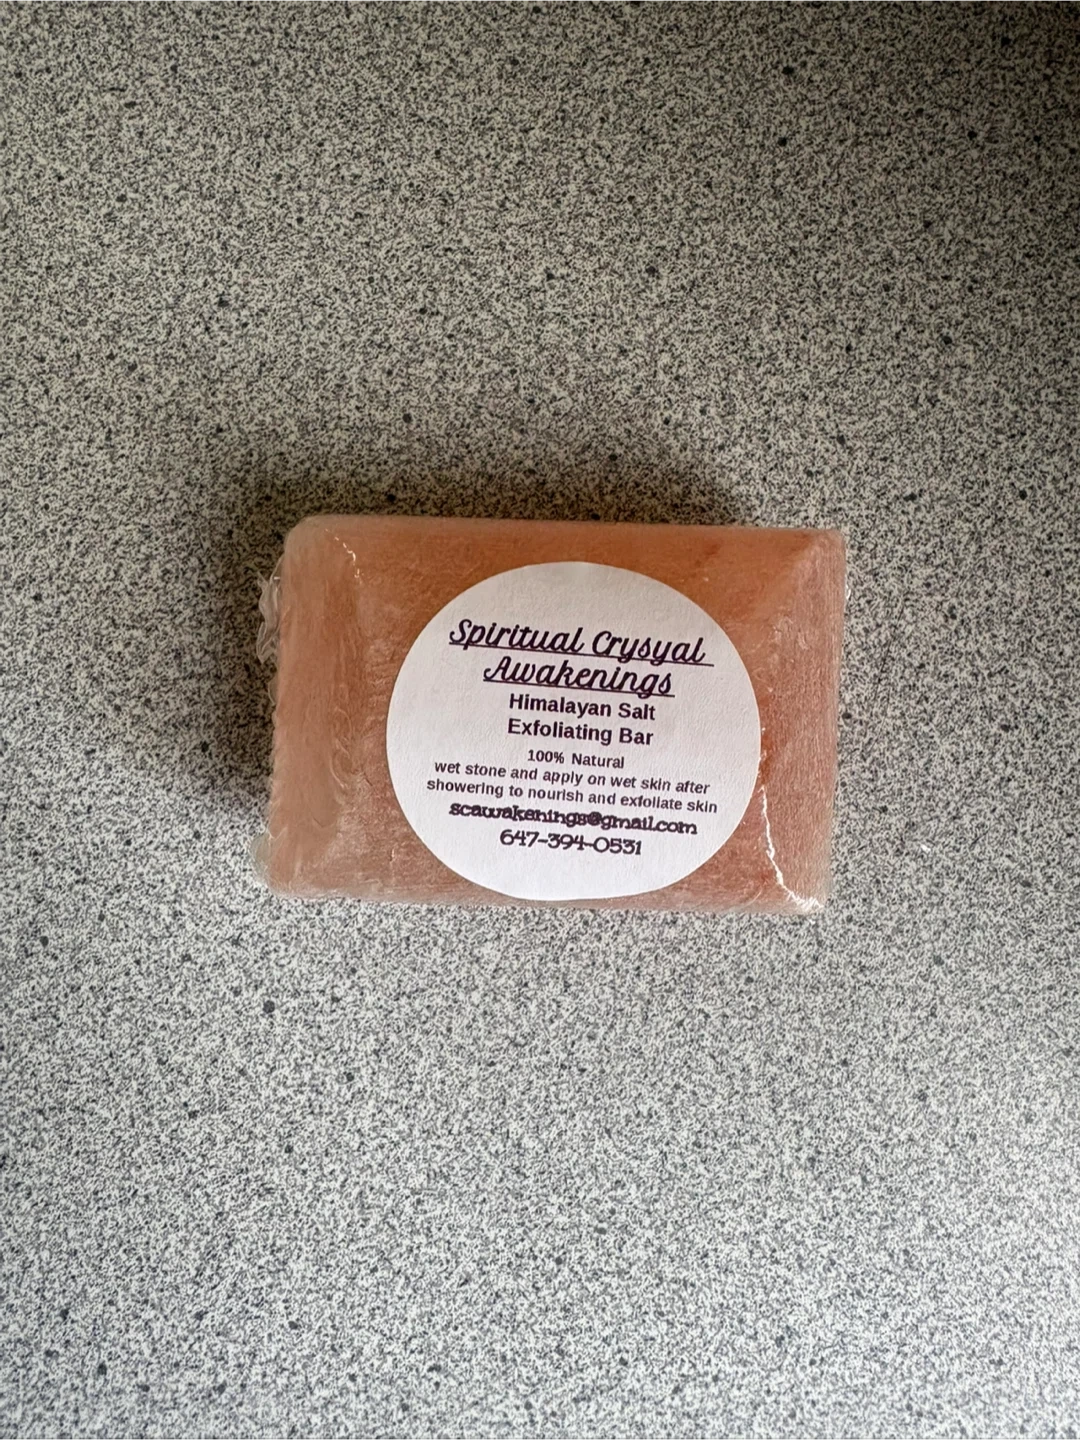 Spiritual Crysyal
Awakenings
Himalayan Salt
Exfoliating Bar
100% Natural
wet stone and apply on wet skin after
showering to nourish and exfoliate skin
scawakenings@gmail.com
647-394-0531